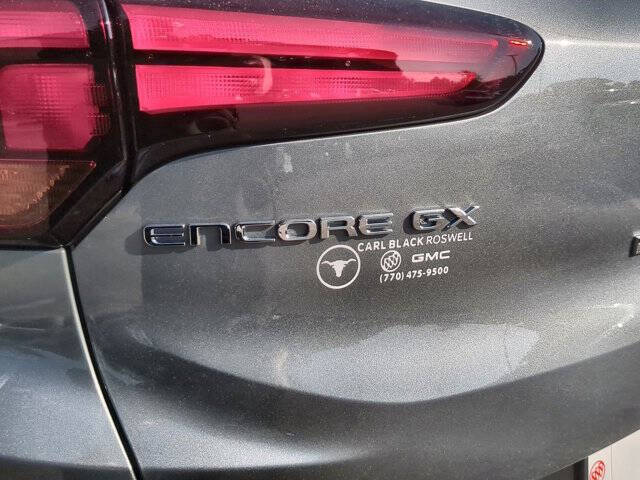 ENCORE GX
CARL BLACK ROSWELL
GMC
(770) 475-9500